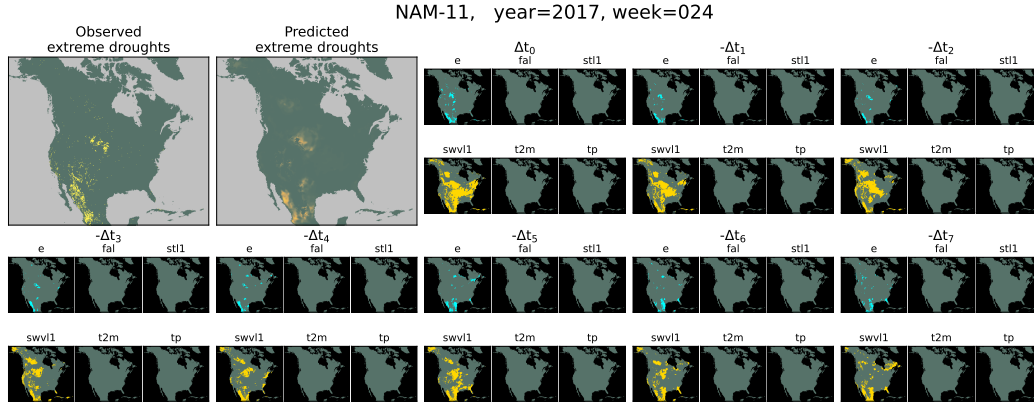 NAM-11,   year=2017, week=024
Observed
extreme droughts
Predicted
extreme droughts
Δt0
e fal stl1
swvl1 t2m tp
-Δt1
e fal stl1
swvl1 t2m tp
-Δt2
e fal stl1
swvl1 t2m tp
-Δt3
e fal stl1
swvl1 t2m tp
-Δt4
e fal stl1
swvl1 t2m tp
-Δt5
e fal stl1
swvl1 t2m tp
-Δt6
e fal stl1
swvl1 t2m tp
-Δt7
e fal stl1
swvl1 t2m tp